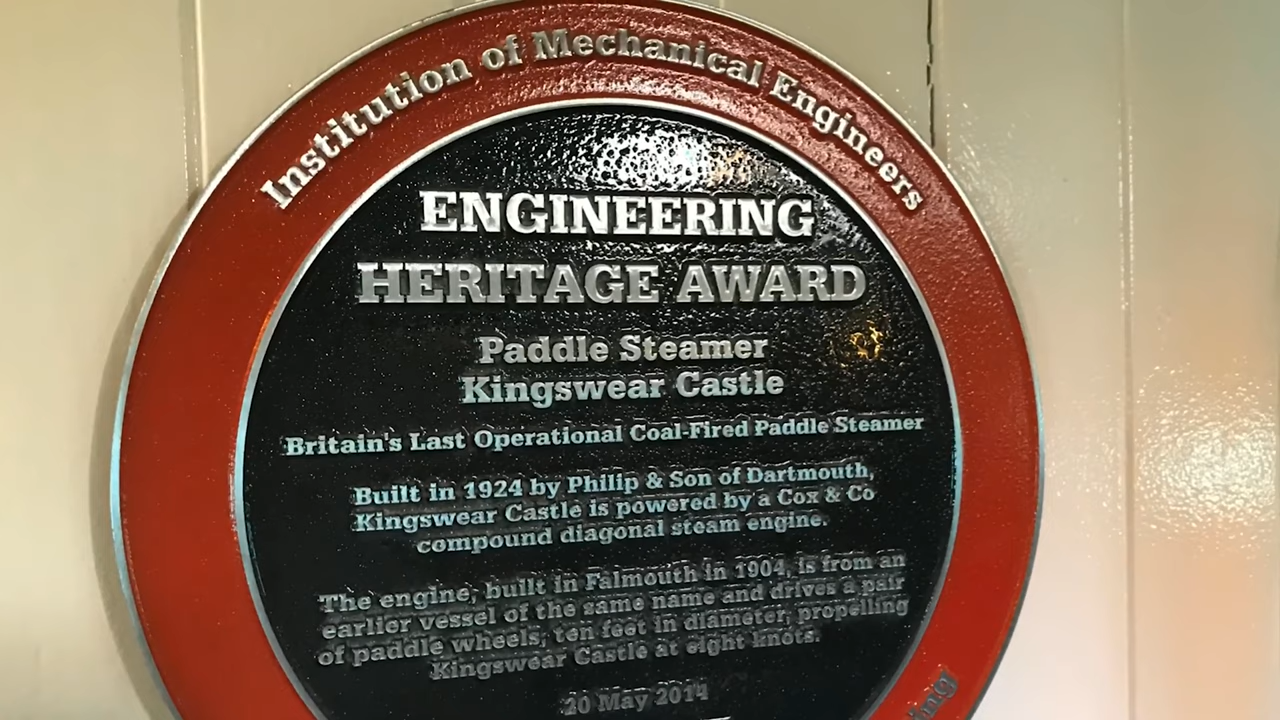 Institution of Mechanical Engineers
ENGINEERING
HERITAGE AWARD
Paddle Steamer
Kingswear Castle
Britain's Last Operational Coal-Fired Paddle Steamer
Built in 1924 by Philip & Son of Dartmouth,
Kingswear Castle is powered by a Cox & Co
compound diagonal steam engine.
The engine, built in Falmouth in 1904, is from an
earlier vessel of the same name and drives a pair
of paddle wheels, ten feet in diameter, propelling
Kingswear Castle at eight knots.
20 May 2014